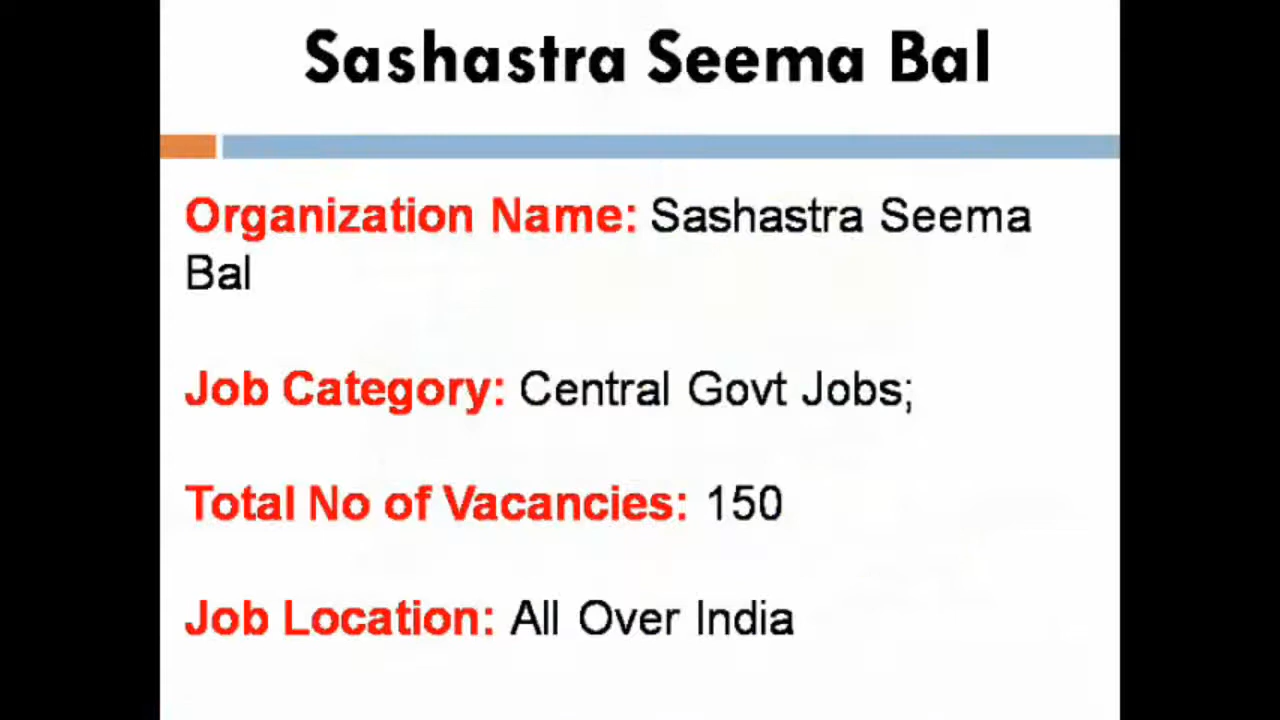 Sashastra Seema Bal
Organization Name: Sashastra Seema
Bal
Job Category: Central Govt Jobs;
Total No of Vacancies: 150
Job Location: All Over India